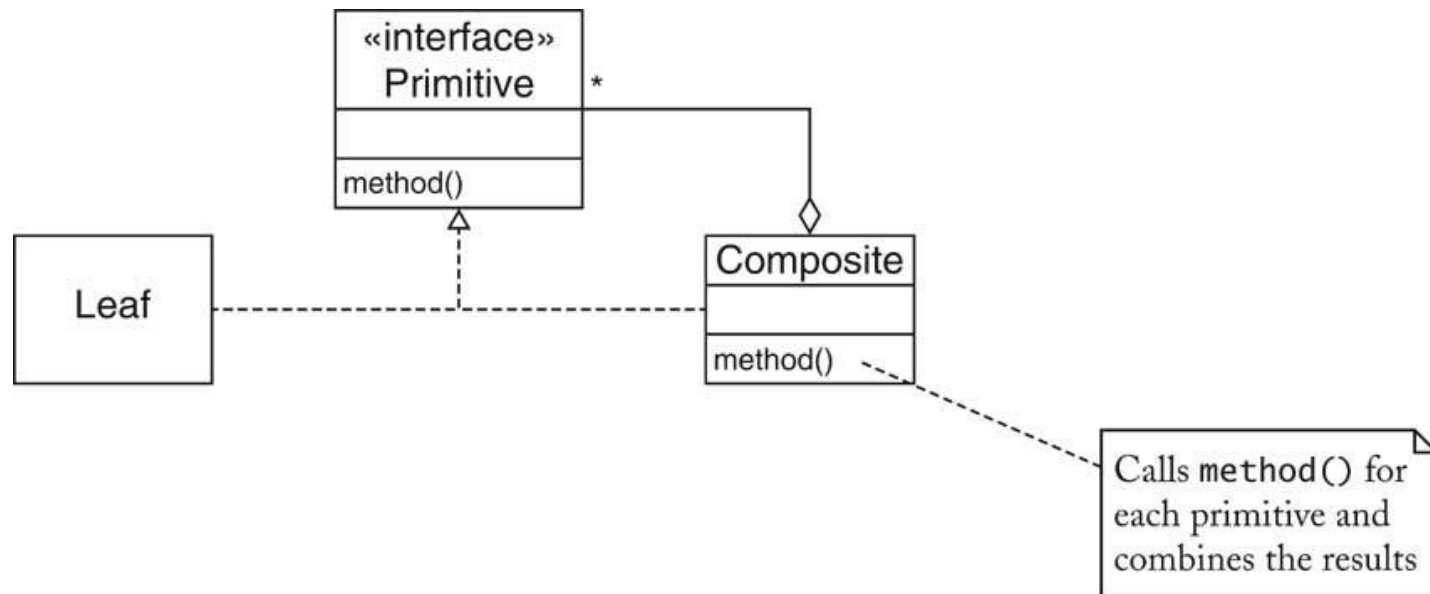 «interface»
Primitive
*
method()
Leaf
Composite
method()
Calls method() for
each primitive and
combines the results